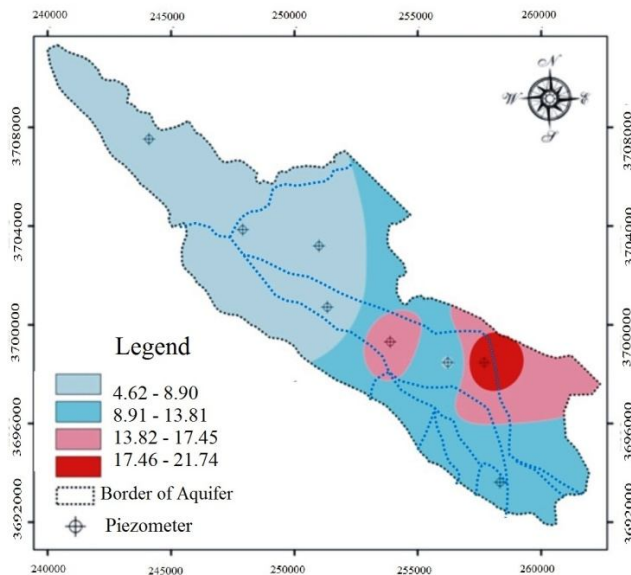 240000 245000 250000 255000 260000
N
W E
S
3708000 3708000
3704000 3704000
3700000 3700000
3696000 3696000
3692000 3692000
Legend
4.62 - 8.90
8.91 - 13.81
13.82 - 17.45
17.46 - 21.74
Border of Aquifer
Piezometer
240000 245000 250000 255000 260000